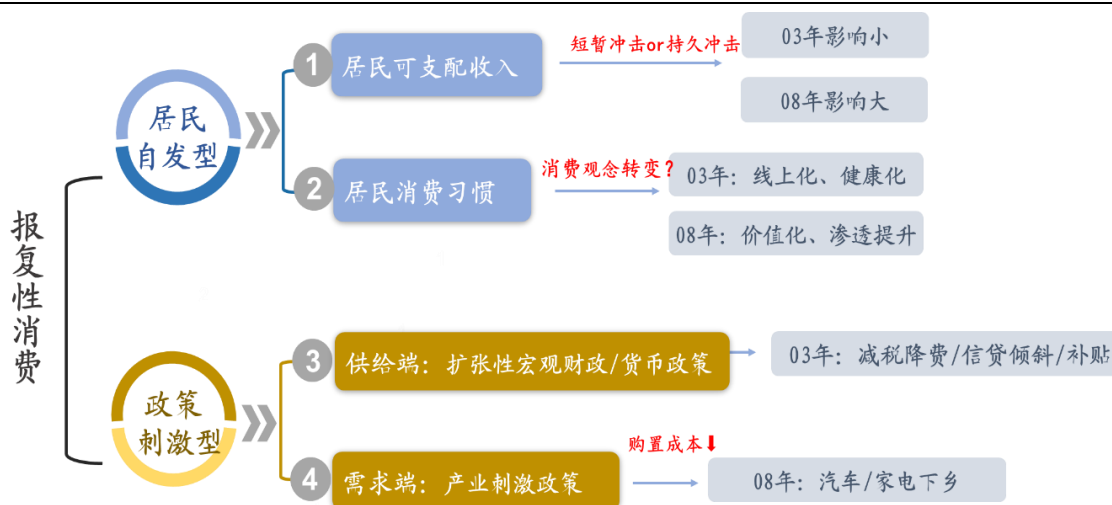 报复性消费
居民
自发型
1
居民可支配收入
短暂冲击or持久冲击
03年影响小
08年影响大
2
居民消费习惯
消费观念转变？
03年：线上化、健康化
08年：价值化、渗透提升
政策
刺激型
3
供给端：扩张性宏观财政/货币政策
03年：减税降费/信贷倾斜/补贴
4
需求端：产业刺激政策
购置成本⬇
08年：汽车/家电下乡